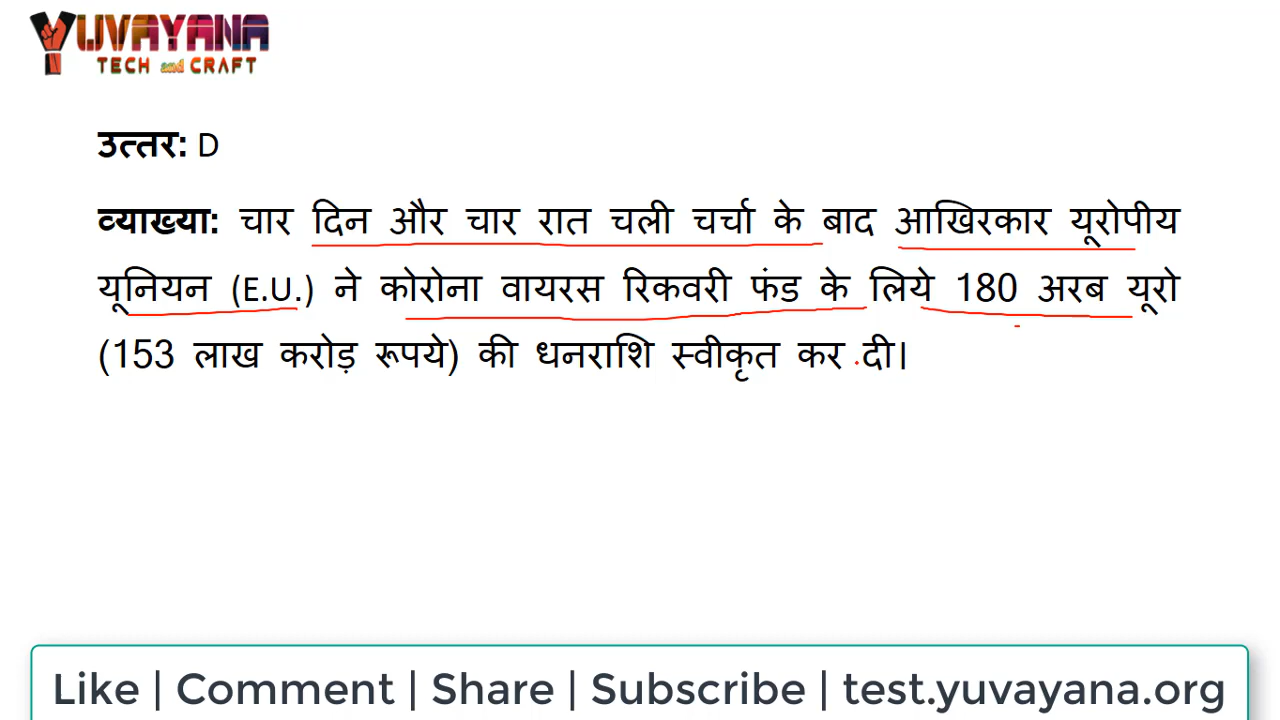 YUVAYANA
TECH and CRAFT
उत्तर: D
व्याख्या: चार दिन और चार रात चली चर्चा के बाद आखिरकार यूरोपीय
यूनियन (E.U.) ने कोरोना वायरस रिकवरी फंड के लिये 180 अरब यूरो
(153 लाख करोड़ रूपये) की धनराशि स्वीकृत कर दी।
Like | Comment | Share | Subscribe | test.yuvayana.org